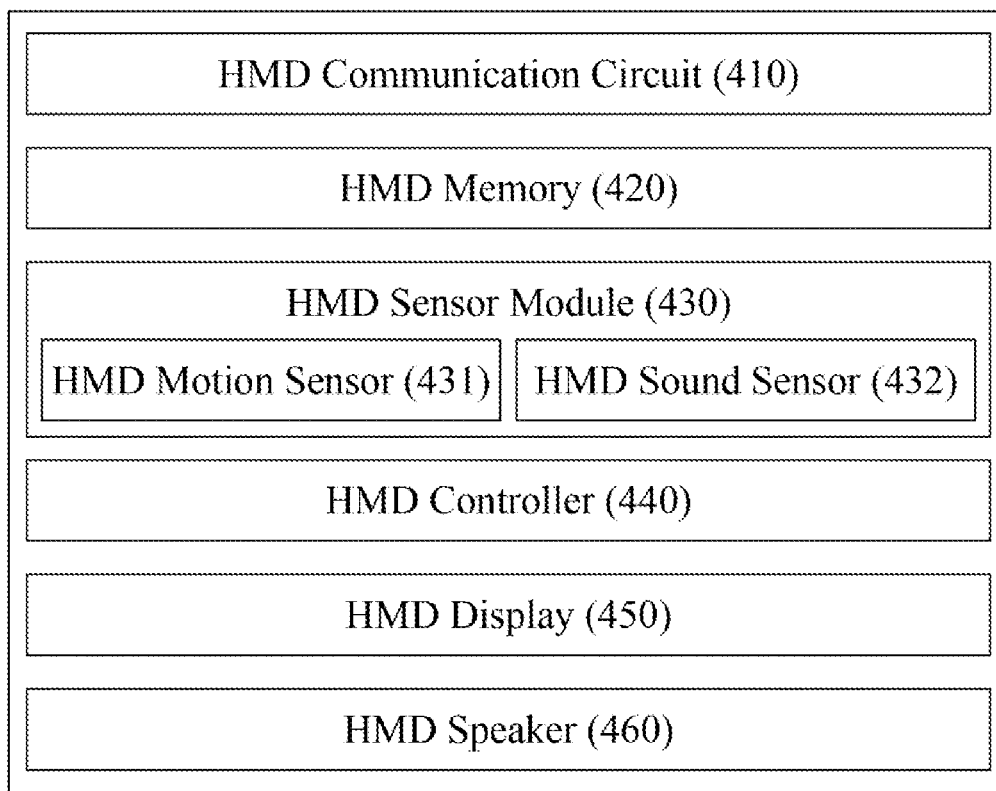 HMD Communication Circuit (410)
HMD Memory (420)
HMD Sensor Module (430)
HMD Motion Sensor (431)
HMD Sound Sensor (432)
HMD Controller (440)
HMD Display (450)
HMD Speaker (460)